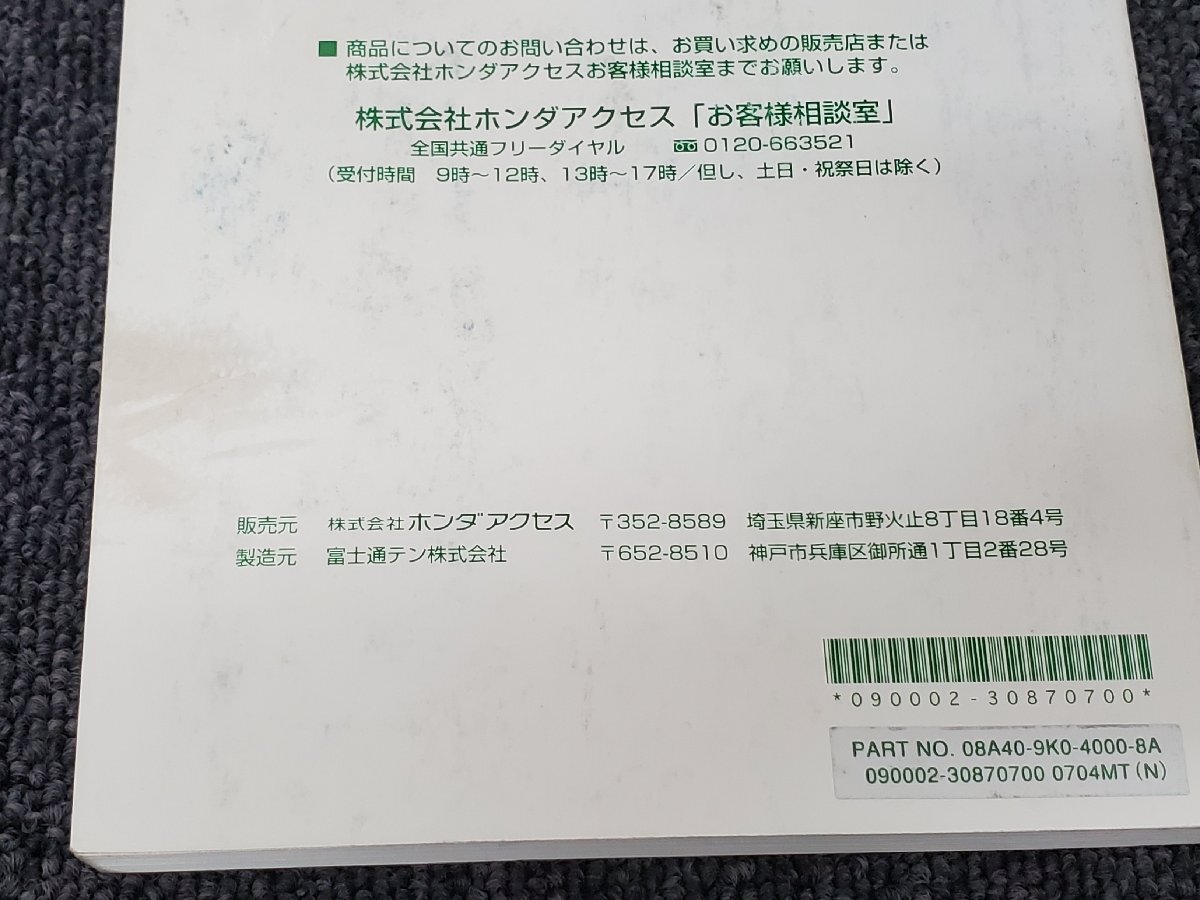 ■ 商品についてのお問い合わせは、お買い求めの販売店または
株式会社ホンダアクセスお客様相談室までお願いします。
株式会社ホンダアクセス「お客様相談室」
全国共通フリーダイヤル 0120-663521
（受付時間 9時～12時、13時～17時／但し、土日・祝祭日は除く）
販売元 株式会社ホンダアクセス 〒352-8589 埼玉県新座市野火止8丁目18番4号
製造元 富士通テン株式会社 〒652-8510 神戸市兵庫区御所通1丁目2番28号
*090002-30870700*
PART NO. 08A40-9K0-4000-8A
090002-30870700 0704MT (N)